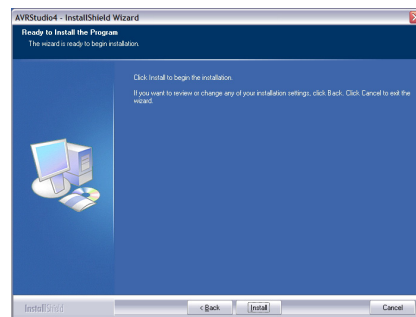 AVRStudio4 - InstallShield Wizard
Ready to Install the Program
The wizard is ready to begin installation.
Click Install to begin the installation.
If you want to review or change any of your installation settings, click Back. Click Cancel to exit the
wizard.
InstallShield
< Back
Install
Cancel